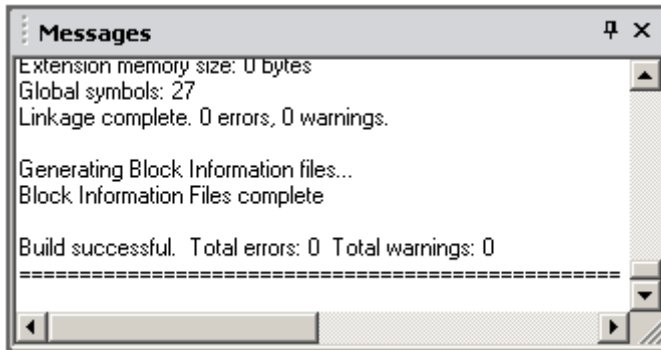 Messages
Extension memory size: 0 bytes
Global symbols: 27
Linkage complete. 0 errors, 0 warnings.
Generating Block Information files...
Block Information Files complete
Build successful.  Total errors: 0  Total warnings: 0
==================================================